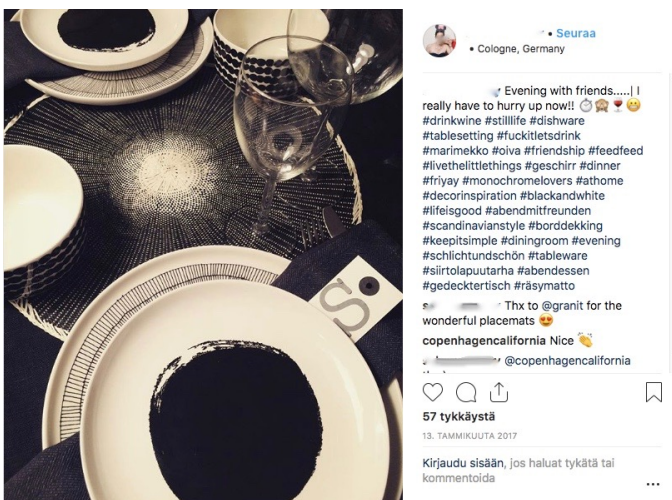 • Seuraa
• Cologne, Germany
Evening with friends.....| I
really have to hurry up now!! ⏱🙈🍷😁
#drinkwine #stilllife #dishware
#tablesetting #fuckitletsdrink
#marimekko #oiva #friendship #feedfeed
#livethelittlethings #geschirr #dinner
#friyay #monochromelovers #athome
#decorinspiration #blackandwhite
#lifeisgood #abendmitfreunden
#scandinavianstyle #borddekking
#keepitsimple #diningroom #evening
#schlichtundschön #tableware
#siirtolapuutarha #abendessen
#gedecktertisch #räsymatto
Thx to @granit for the
wonderful placemats 😍
copenhagencalifornia Nice 👏
@copenhagencalifornia
57 tykkäystä
13. TAMMIKUUTA 2017
Kirjaudu sisään, jos haluat tykätä tai
kommentoida
S